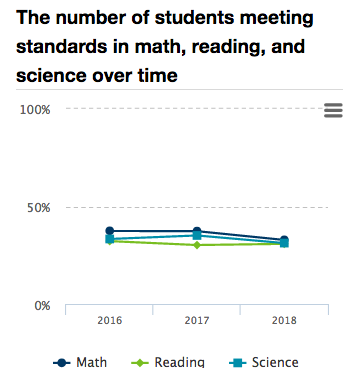 The number of students meeting
standards in math, reading, and
science over time
100%
50%
0%
2016 2017 2018
Math Reading Science